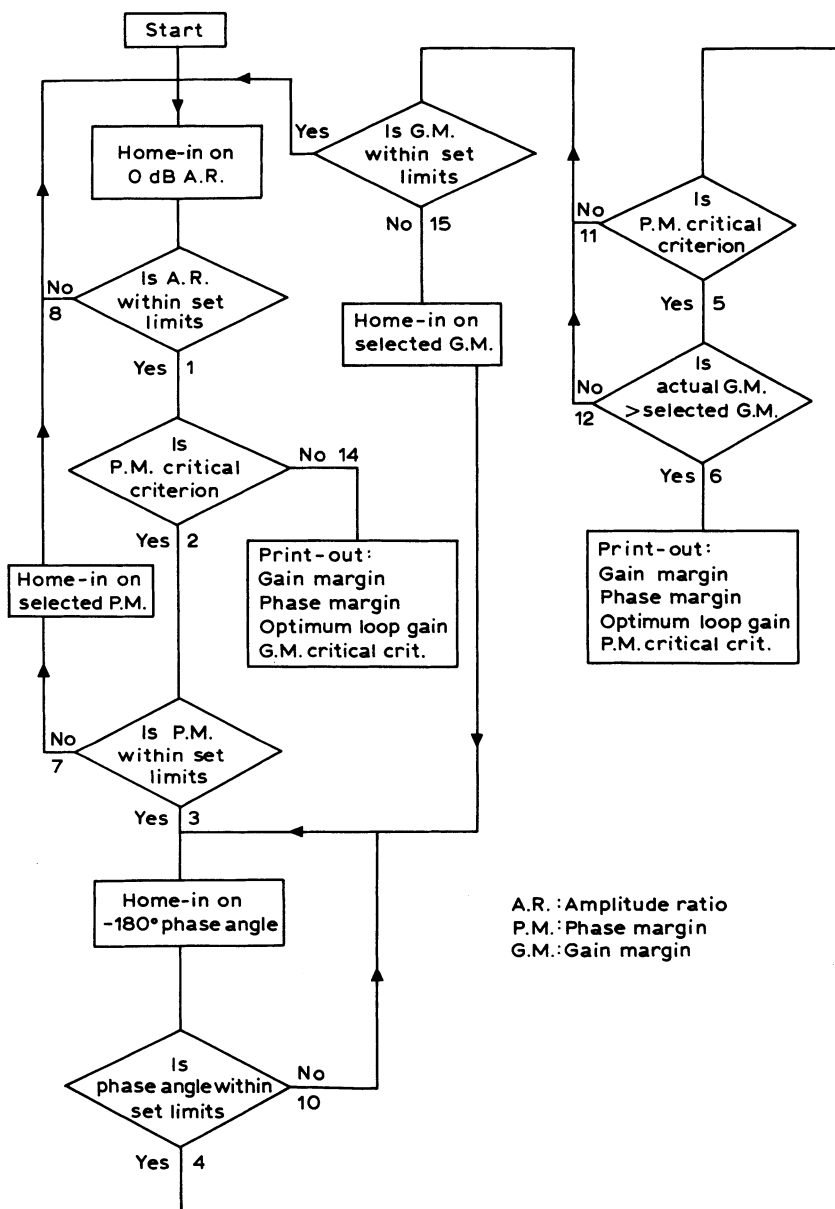 Start
Home-in on
0 dB A.R.
Is A.R.
within set
limits
No
8
Yes 1
Is
P.M. critical
criterion
No 14
Yes 2
Print-out:
Gain margin
Phase margin
Optimum loop gain
G.M. critical crit.
Home-in on
selected P.M.
Is P.M.
within set
limits
No
7
Yes 3
Home-in on
-180° phase angle
Is
phase angle within
set limits
No
10
Yes 4
Is G.M.
within set
limits
Yes
No 15
Home-in on
selected G.M.
Is
P.M. critical
criterion
No
11
Yes 5
Is
actual G.M.
>selected G.M.
No
12
Yes 6
Print-out:
Gain margin
Phase margin
Optimum loop gain
P.M. critical crit.
A.R. : Amplitude ratio
P.M. : Phase margin
G.M. : Gain margin